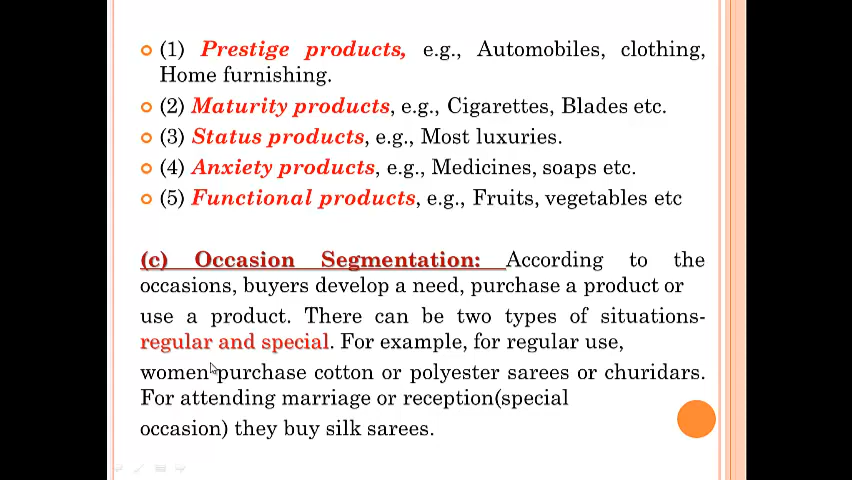 (1) Prestige products, e.g., Automobiles, clothing,
Home furnishing.
(2) Maturity products, e.g., Cigarettes, Blades etc.
(3) Status products, e.g., Most luxuries.
(4) Anxiety products, e.g., Medicines, soaps etc.
(5) Functional products, e.g., Fruits, vegetables etc
(c) Occasion Segmentation: According to the
occasions, buyers develop a need, purchase a product or
use a product. There can be two types of situations-
regular and special. For example, for regular use,
women purchase cotton or polyester sarees or churidars.
For attending marriage or reception(special
occasion) they buy silk sarees.